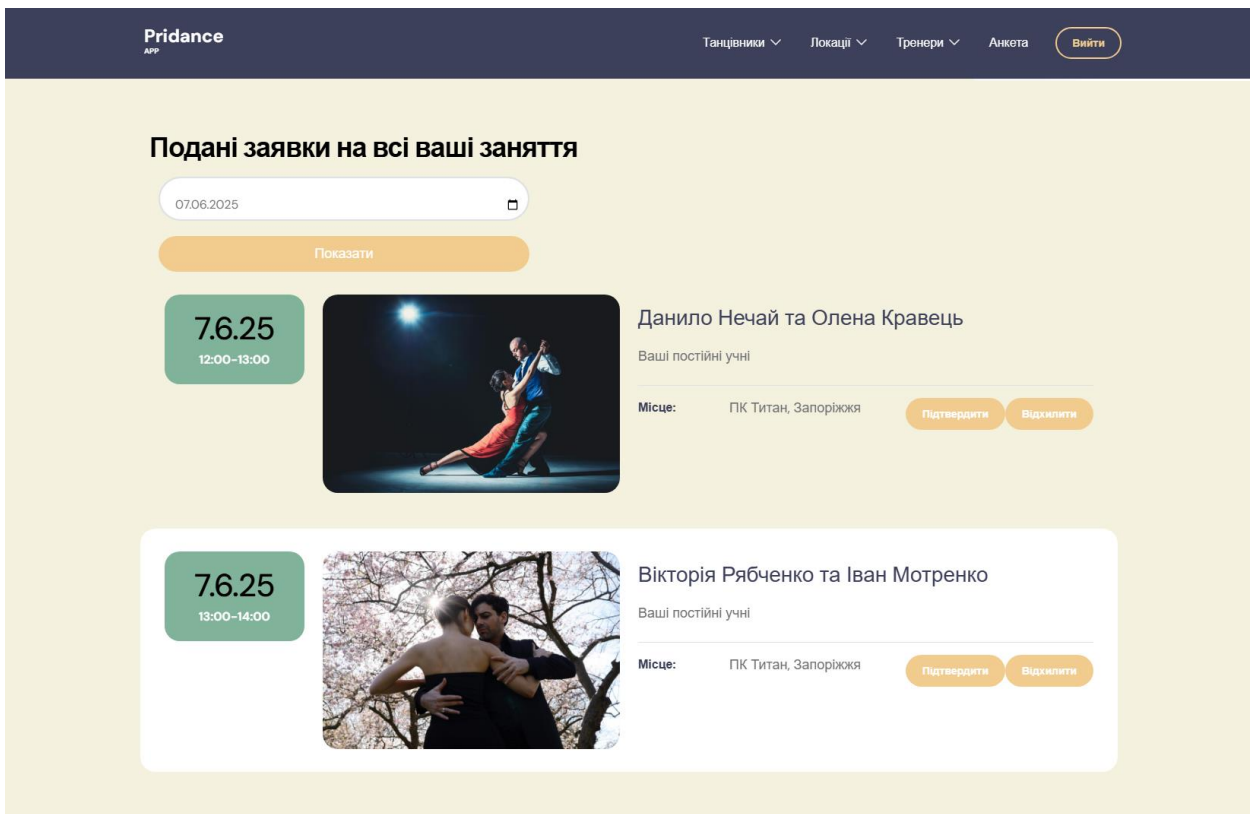 Pridance
APP
Танцівники Локації Тренери Анкета Вийти
Подані заявки на всі ваші заняття
07.06.2025
Показати
7.6.25
12:00-13:00
Данило Нечай та Олена Кравець
Ваші постійні учні
Місце: ПК Титан, Запоріжжя Підтвердити Відхилити
7.6.25
13:00-14:00
Вікторія Рябченко та Іван Мотренко
Ваші постійні учні
Місце: ПК Титан, Запоріжжя Підтвердити Відхилити